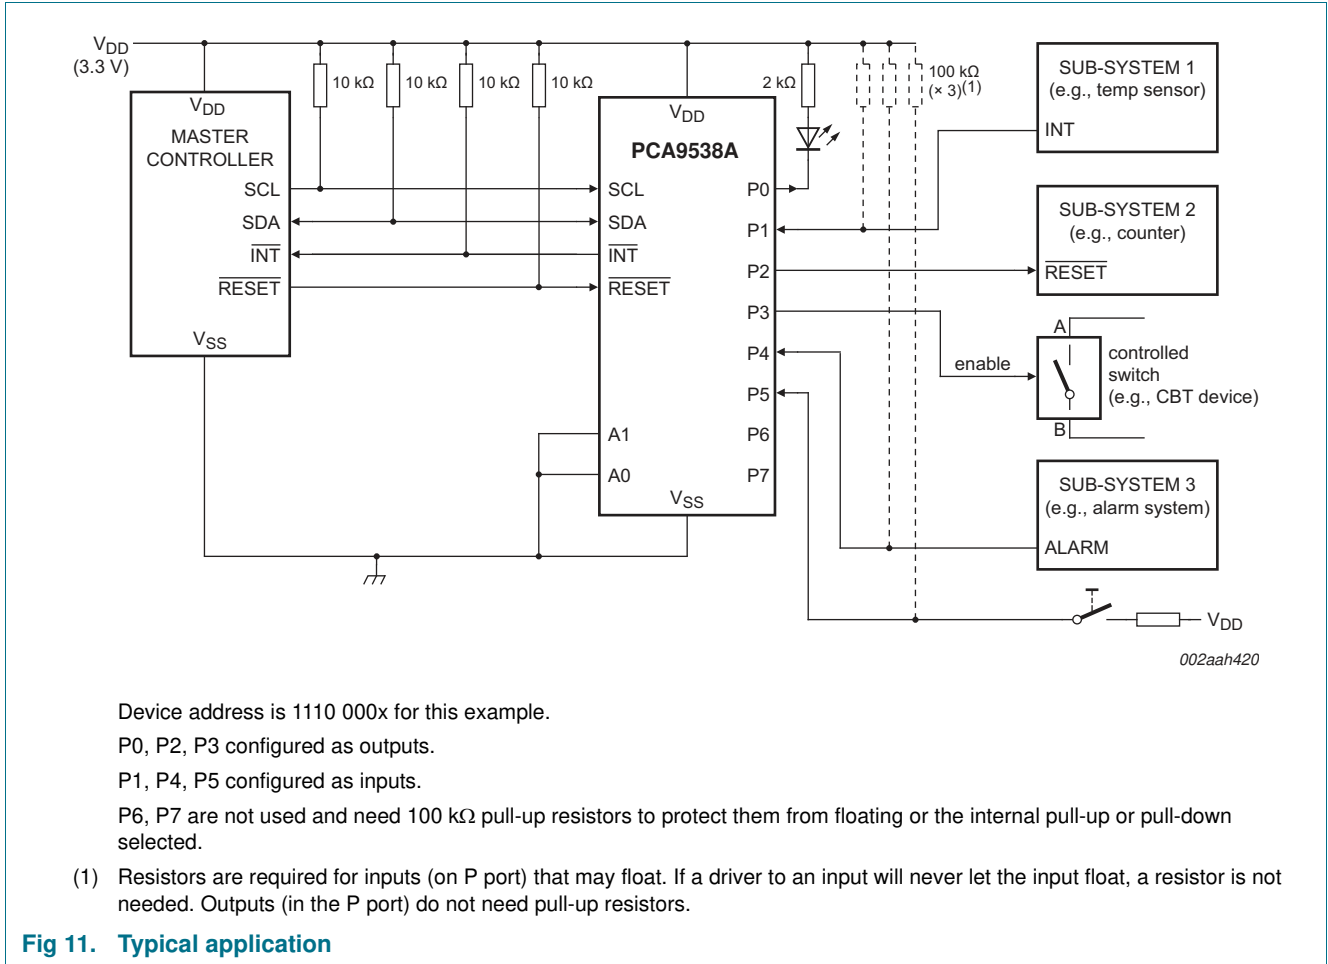 VDD
(3.3 V)
10 kΩ
10 kΩ
10 kΩ
10 kΩ
2 kΩ
100 kΩ
(× 3)(1)
VDD
MASTER
CONTROLLER
SCL
SDA
INT
RESET
VSS
VDD
PCA9538A
SCL
SDA
INT
RESET
A1
A0
VSS
P0
P1
P2
P3
P4
P5
P6
P7
SUB-SYSTEM 1
(e.g., temp sensor)
INT
SUB-SYSTEM 2
(e.g., counter)
RESET
enable
A
B
controlled
switch
(e.g., CBT device)
SUB-SYSTEM 3
(e.g., alarm system)
ALARM
VDD
002aah420
Device address is 1110 000x for this example.
P0, P2, P3 configured as outputs.
P1, P4, P5 configured as inputs.
P6, P7 are not used and need 100 kΩ pull-up resistors to protect them from floating or the internal pull-up or pull-down
selected.
(1) Resistors are required for inputs (on P port) that may float. If a driver to an input will never let the input float, a resistor is not
needed. Outputs (in the P port) do not need pull-up resistors.
Fig 11. Typical application